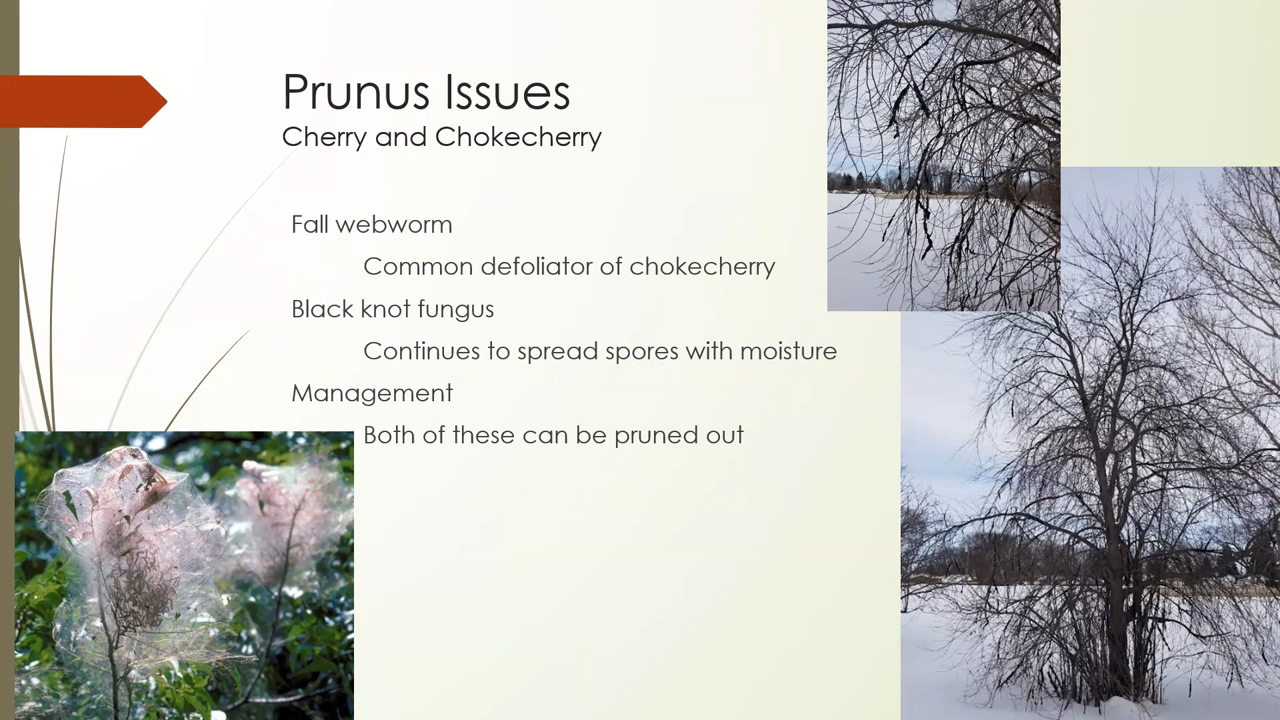 Prunus Issues
Cherry and Chokecherry
Fall webworm
Common defoliator of chokecherry
Black knot fungus
Continues to spread spores with moisture
Management
Both of these can be pruned out